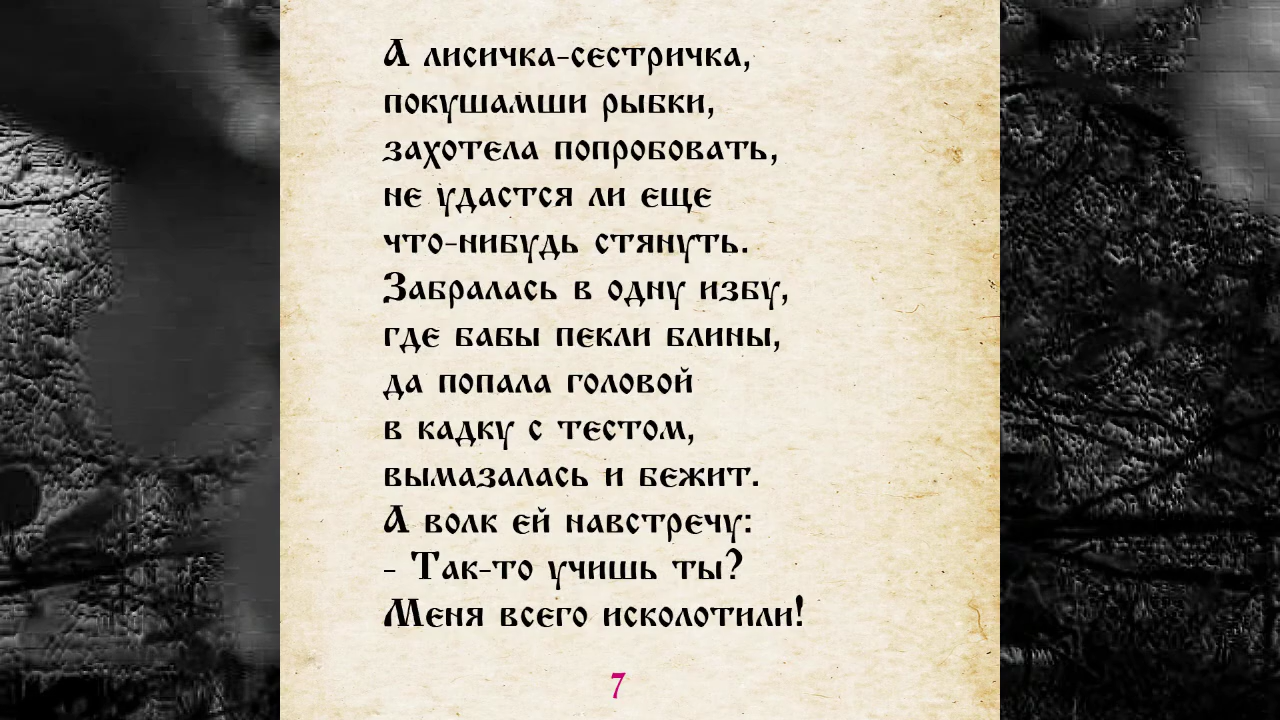 А лисичка-сестричка,
покушамши рыбки,
захотела попробовать,
не удастся ли еще
что-нибудь стянуть.
Забралась в одну избу,
где бабы пекли блины,
да попала головой
в кадку с тестом,
вымазалась и бежит.
А волк ей навстречу:
- Так-то учишь ты?
Меня всего исколотили!
7